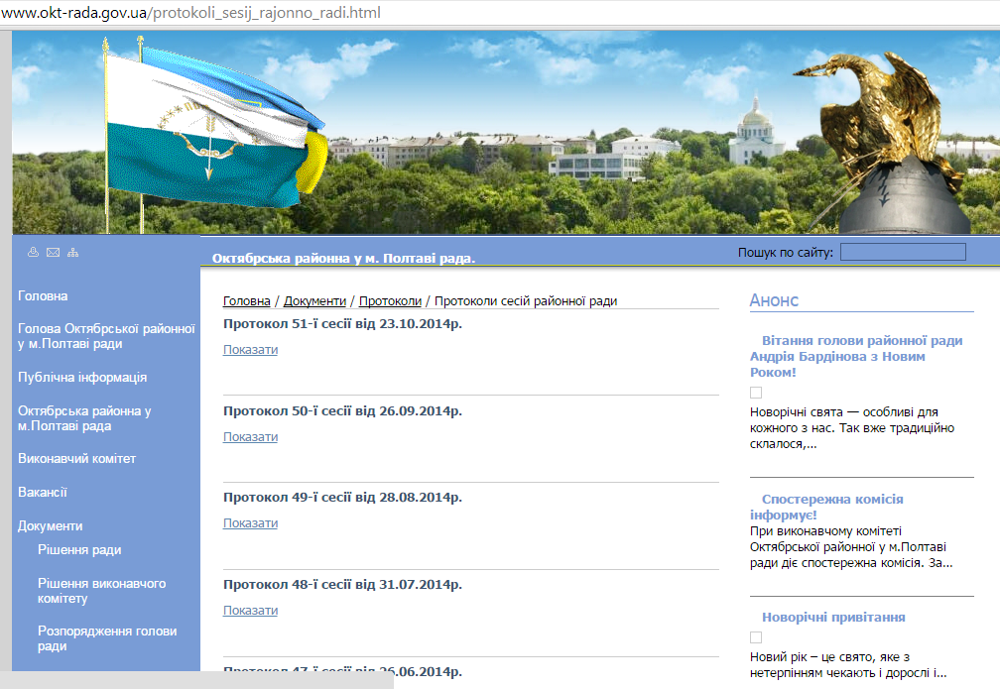 www.okt-rada.gov.ua/protokoli_sesij_rajonno_radi.html
Октябрська районна у м. Полтаві рада.
Пошук по сайту:
Головна
Голова Октябрської районної
у м.Полтаві ради
Публічна інформація
Октябрська районна у
м.Полтаві рада
Виконавчий комітет
Вакансії
Документи
Рішення ради
Рішення виконавчого
комітету
Розпорядження голови
ради
Головна / Документи / Протоколи / Протоколи сесій районної ради
Протокол 51-ї сесії від 23.10.2014р.
Показати
Протокол 50-ї сесії від 26.09.2014р.
Показати
Протокол 49-ї сесії від 28.08.2014р.
Показати
Протокол 48-ї сесії від 31.07.2014р.
Показати
Протокол 47-ї сесії від 26.06.2014р.
Анонс
Вітання голови районної ради
Андрія Бардінова з Новим
Роком!
Новорічні свята — особливі для
кожного з нас. Так вже традиційно
склалося,...
Спостережна комісія
інформує!
При виконавчому комітеті
Октябрської районної у м.Полтаві
ради діє спостережна комісія. За...
Новорічні привітання
Новий рік – це свято, яке з
нетерпінням чекають і дорослі і...